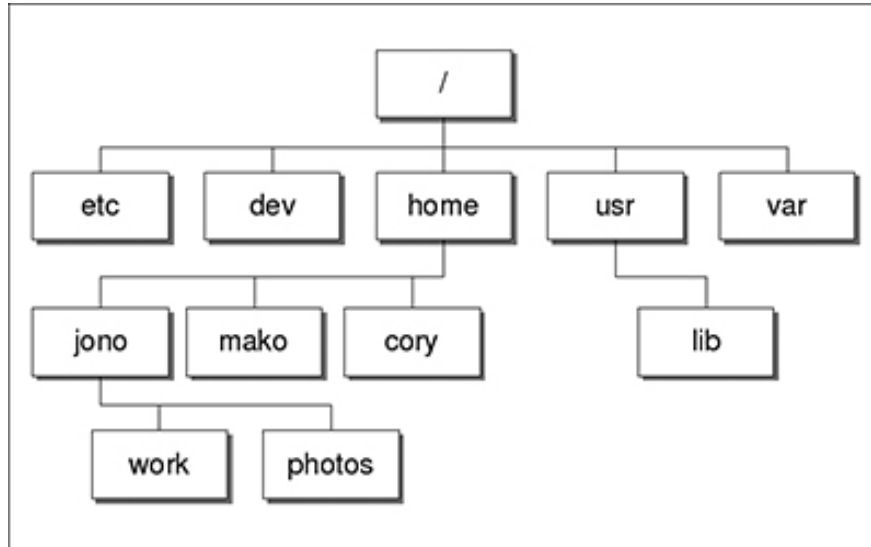 /
etc dev home usr var
jono mako cory lib
work photos